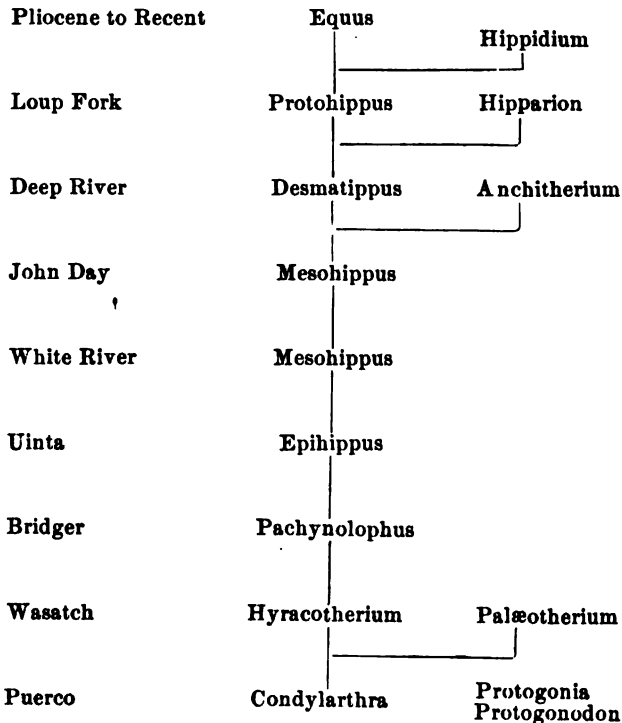 Pliocene to Recent Equus
Hippidium
Loup Fork Protohippus Hipparion
Deep River Desmatippus Anchitherium
John Day Mesohippus
White River Mesohippus
Uinta Epihippus
Bridger Pachynolophus
Wasatch Hyracotherium Palæotherium
Puerco Condylarthra Protogonia
Protogonodon